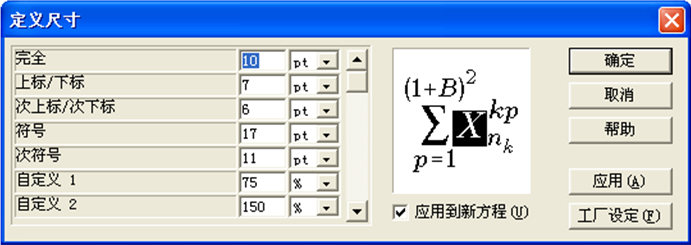 定义尺寸
完全 10 pt
上标/下标 7 pt
次上标/次下标 6 pt
符号 17 pt
次符号 11 pt
自定义 1 75 %
自定义 2 150 %
(1+B)²
∑ X kp nk
p=1
应用到新方程(U)
确定
取消
帮助
应用(A)
工厂设定(F)